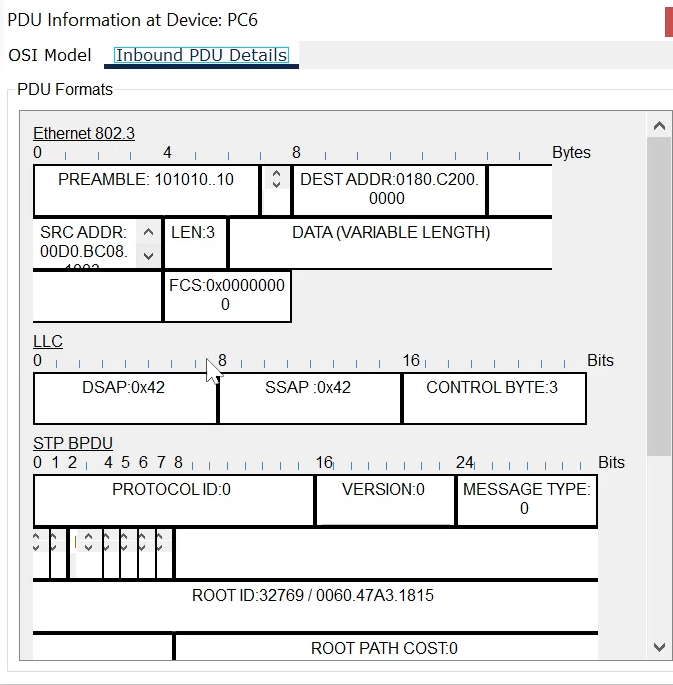 PDU Information at Device: PC6
OSI Model Inbound PDU Details
PDU Formats
Ethernet 802.3
0 4 8 Bytes
PREAMBLE: 101010..10 DEST ADDR:0180.C200.
0000
SRC ADDR: LEN:3 DATA (VARIABLE LENGTH)
00D0.BC08.
FCS:0x0000000
0
LLC
0 8 16 Bits
DSAP:0x42 SSAP :0x42 CONTROL BYTE:3
STP BPDU
0 1 2 4 5 6 7 8 16 24 Bits
PROTOCOL ID:0 VERSION:0 MESSAGE TYPE:
0
ROOT ID:32769 / 0060.47A3.1815
ROOT PATH COST:0